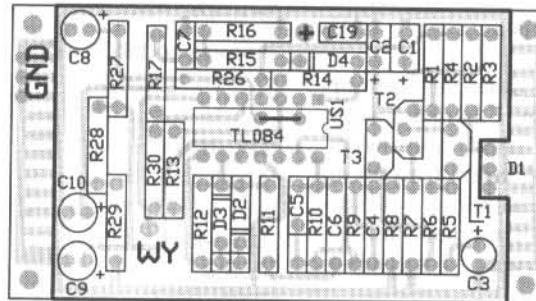 GND
C8
R27
R17
C7
R16
C19
C2
C1
R15
D4
R26
R14
R1
R4
R2
R3
US1
TL084
T2
T3
D1
R28
R30
R13
C10
R29
C9
WY
R12
D3
D2
R11
C5
R10
C6
R9
C4
R8
R7
R6
R5
T1
C3